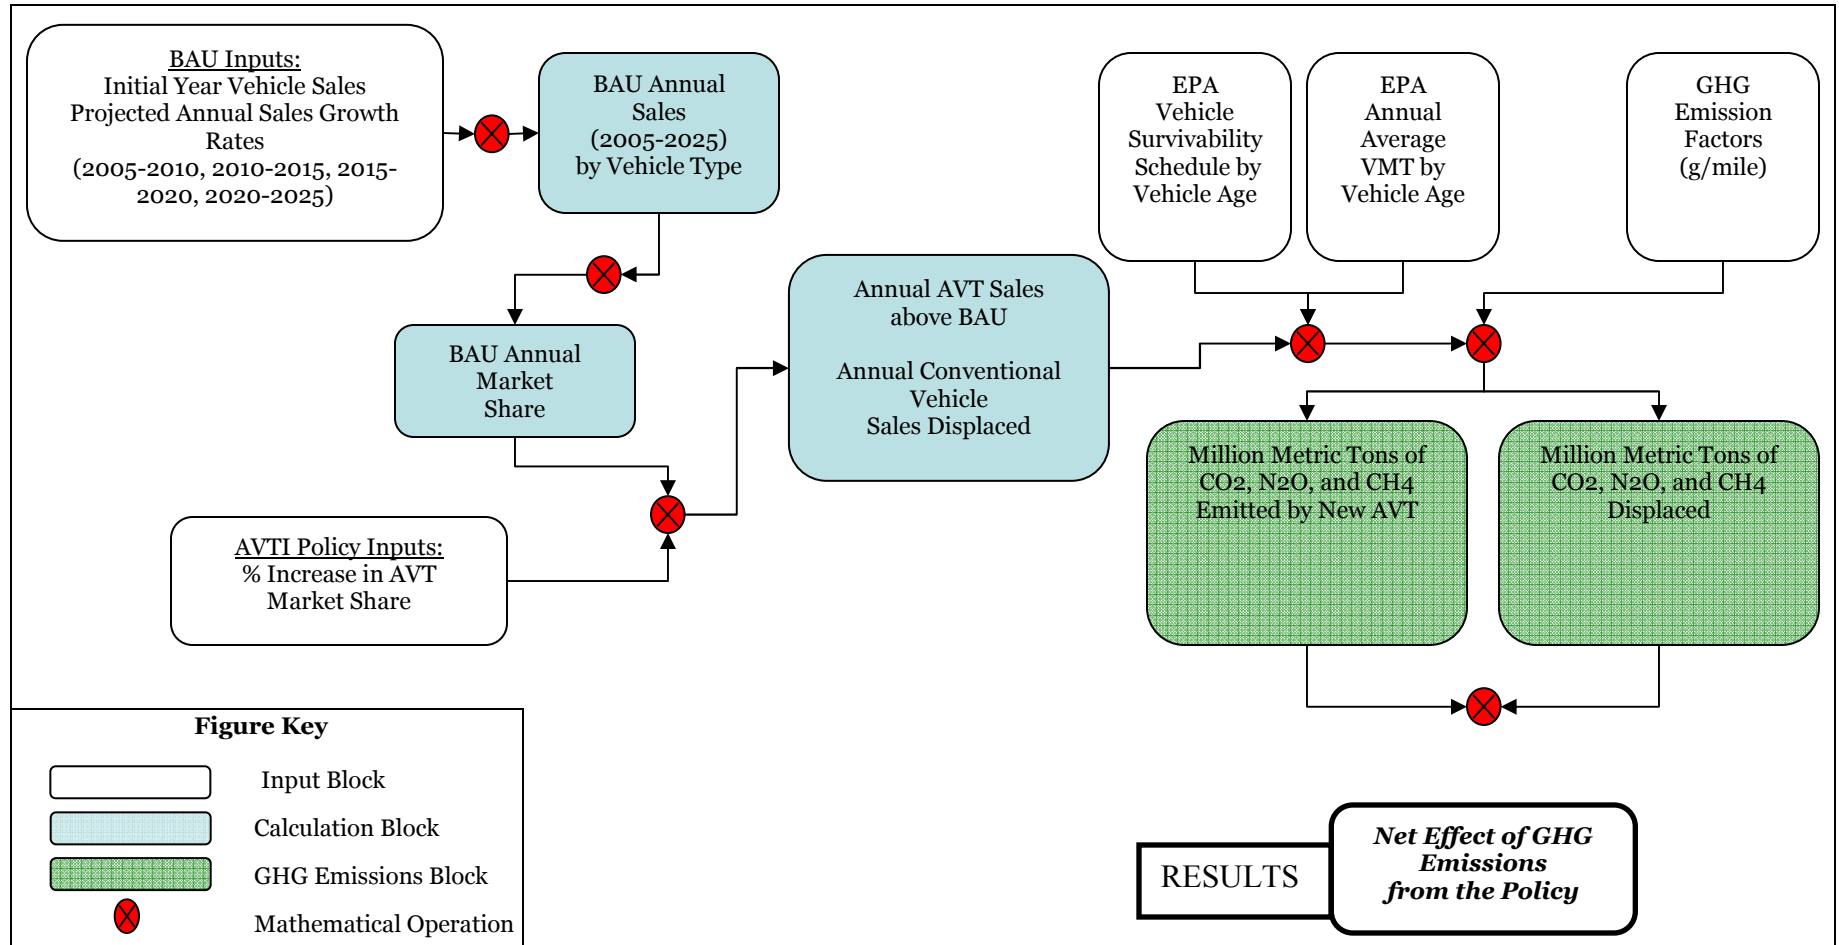 BAU Inputs:
Initial Year Vehicle Sales
Projected Annual Sales Growth
Rates
(2005-2010, 2010-2015, 2015-
2020, 2020-2025)
BAU Annual
Sales
(2005-2025)
by Vehicle Type
EPA
Vehicle
Survivability
Schedule by
Vehicle Age
EPA
Annual
Average
VMT by
Vehicle Age
GHG
Emission
Factors
(g/mile)
BAU Annual
Market
Share
Annual AVT Sales
above BAU
Annual Conventional
Vehicle
Sales Displaced
AVTI Policy Inputs:
% Increase in AVT
Market Share
Million Metric Tons of
CO2, N2O, and CH4
Emitted by New AVT
Million Metric Tons of
CO2, N2O, and CH4
Displaced
Figure Key
Input Block
Calculation Block
GHG Emissions Block
Mathematical Operation
RESULTS
Net Effect of GHG
Emissions
from the Policy